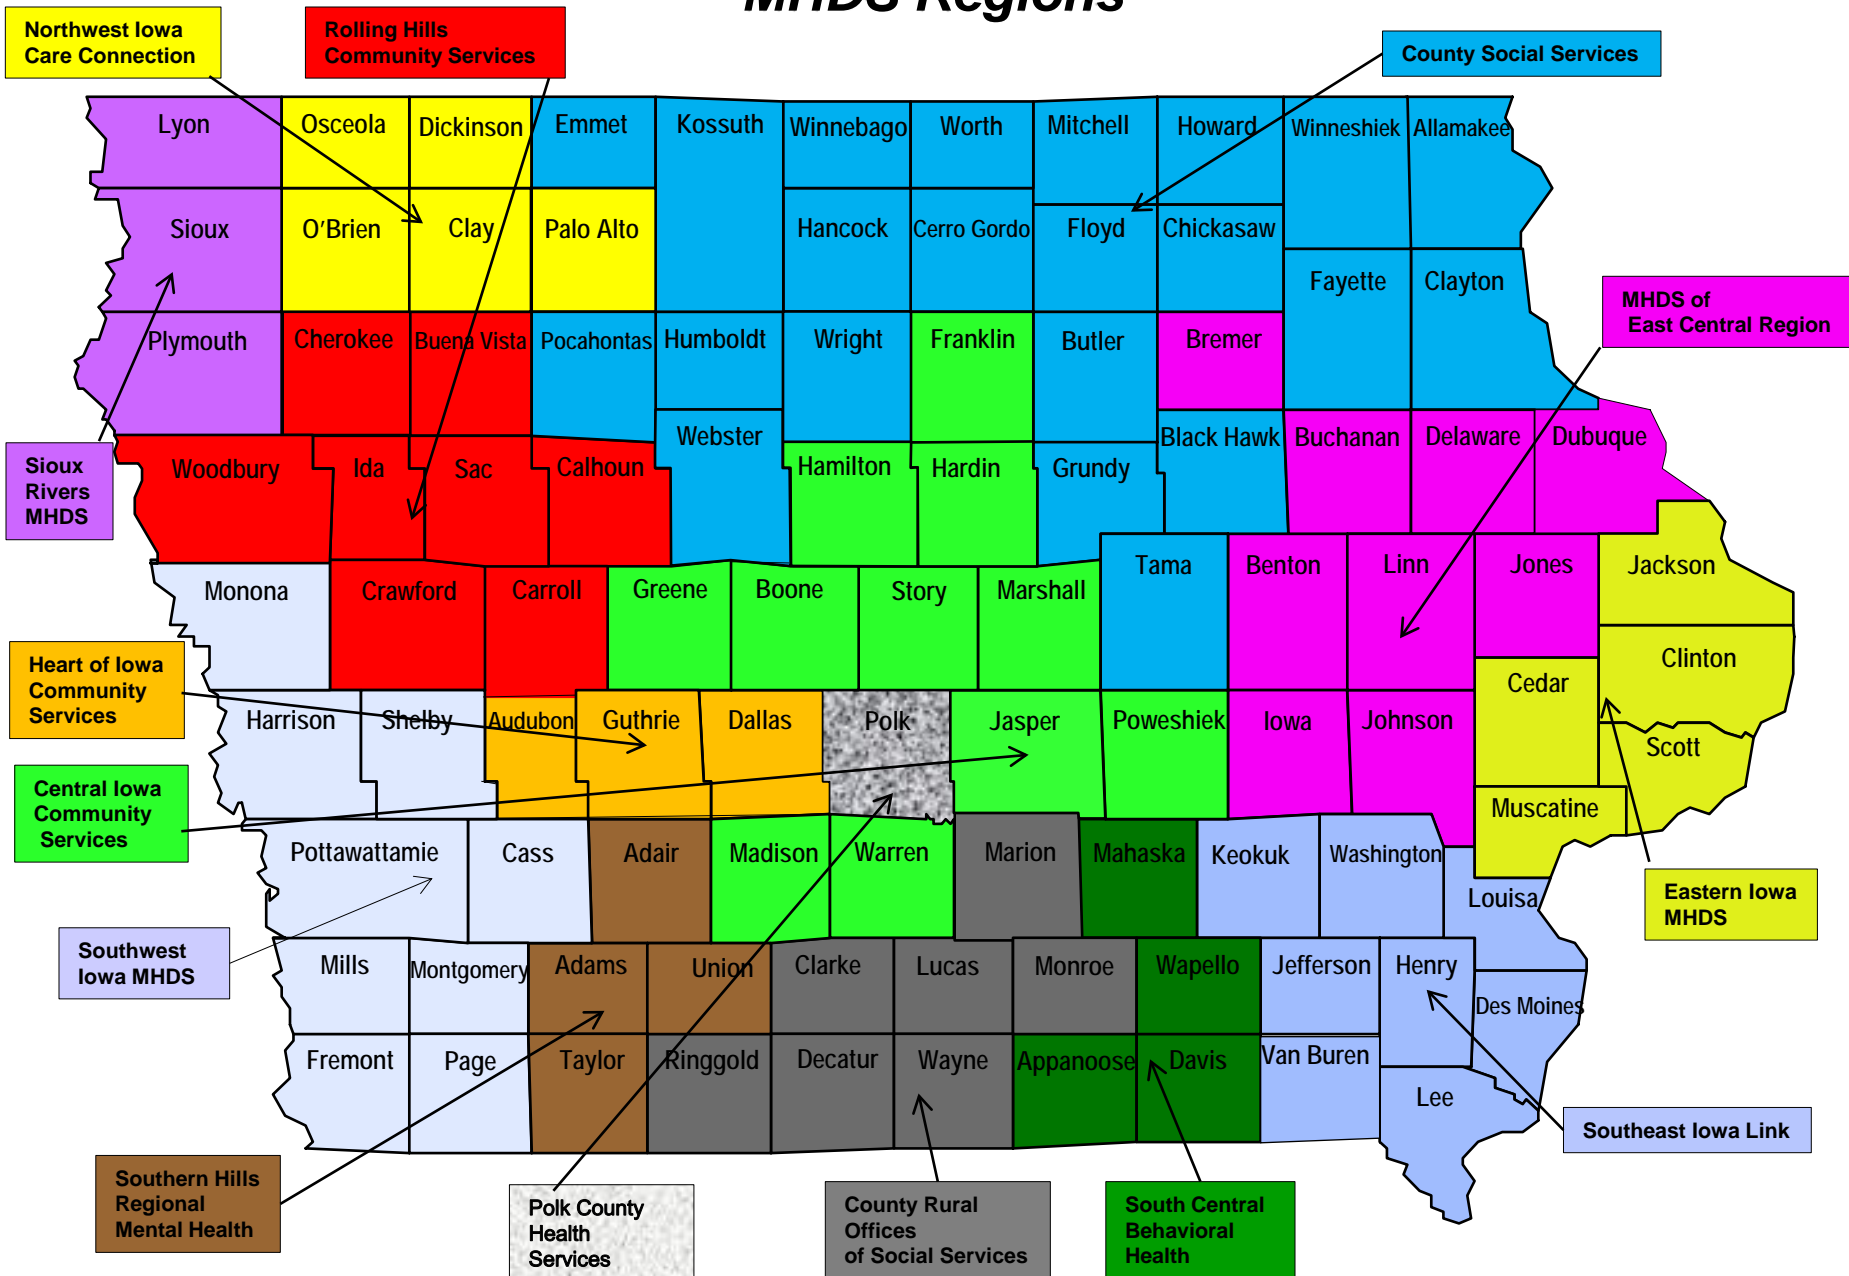 MHDS Regions
Northwest Iowa
Care Connection
Rolling Hills
Community Services
County Social Services
Lyon
Osceola
Dickinson
Emmet
Kossuth
Winnebago
Worth
Mitchell
Howard
Winneshiek
Allamakee
Sioux
O'Brien
Clay
Palo Alto
Hancock
Cerro Gordo
Floyd
Chickasaw
Fayette
Clayton
MHDS of
East Central Region
Plymouth
Cherokee
Buena Vista
Pocahontas
Humboldt
Wright
Franklin
Butler
Bremer
Sioux
Rivers
MHDS
Woodbury
Ida
Sac
Calhoun
Webster
Hamilton
Hardin
Grundy
Black Hawk
Buchanan
Delaware
Dubuque
Monona
Crawford
Carroll
Greene
Boone
Story
Marshall
Tama
Benton
Linn
Jones
Jackson
Heart of Iowa
Community
Services
Harrison
Shelby
Audubon
Guthrie
Dallas
Polk
Jasper
Poweshiek
Iowa
Johnson
Cedar
Clinton
Scott
Central Iowa
Community
Services
Pottawattamie
Cass
Adair
Madison
Warren
Marion
Mahaska
Keokuk
Washington
Muscatine
Louisa
Eastern Iowa
MHDS
Southwest
Iowa MHDS
Mills
Montgomery
Adams
Union
Clarke
Lucas
Monroe
Wapello
Jefferson
Henry
Des Moines
Fremont
Page
Taylor
Ringgold
Decatur
Wayne
Appanoose
Davis
Van Buren
Lee
Southeast Iowa Link
Southern Hills
Regional
Mental Health
Polk County
Health
Services
County Rural
Offices
of Social Services
South Central
Behavioral
Health